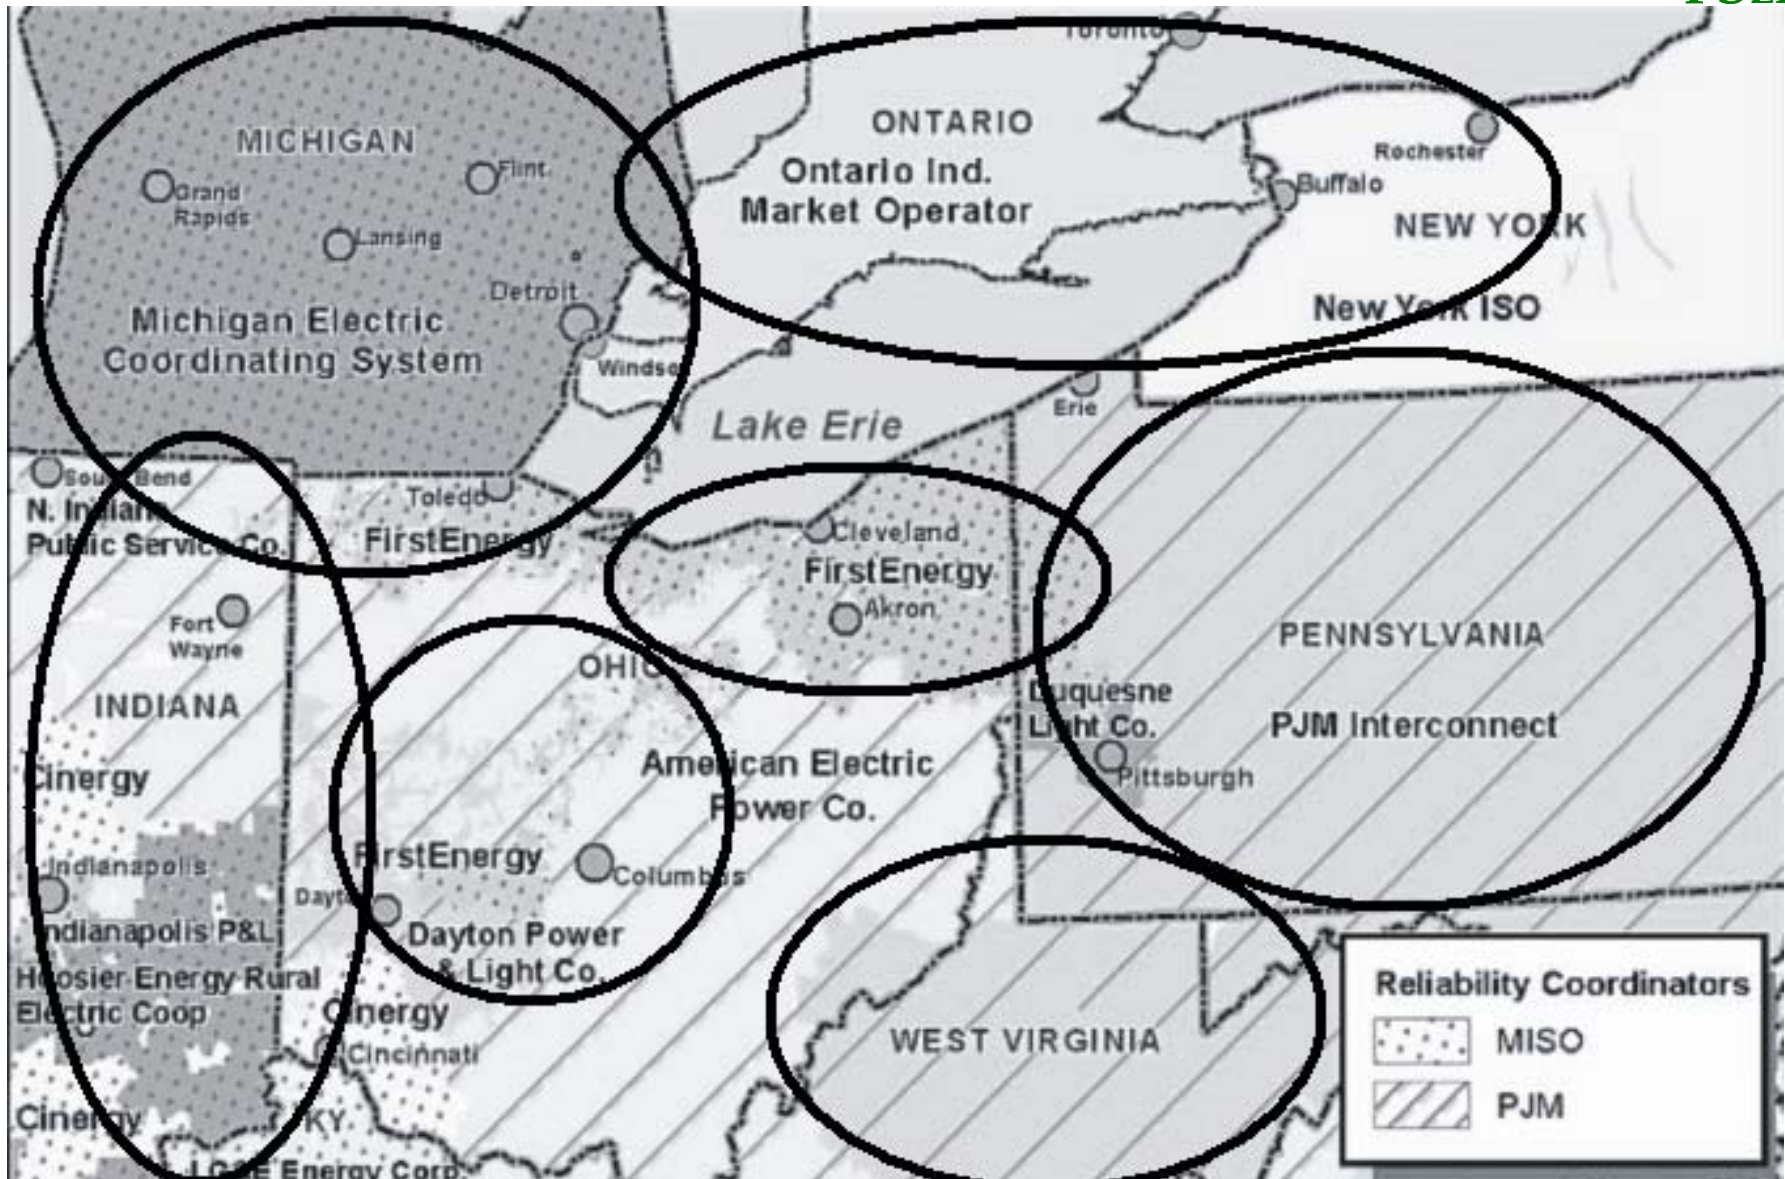 Toronto
ONTARIO
Ontario Ind.
Market Operator
MICHIGAN
Flint
Grand
Rapids
Lansing
Detroit
Michigan Electric
Coordinating System
Rochester
Buffalo
NEW YORK
New York ISO
Erie
Lake Erie
South Bend
N. Indiana
Public Service Co.
Toledo
FirstEnergy
Cleveland
FirstEnergy
Akron
Fort
Wayne
INDIANA
OHIO
PENNSYLVANIA
PJM Interconnect
Duquesne
Light Co.
Pittsburgh
American Electric
Power Co.
Cinergy
Indianapolis
FirstEnergy
Columbus
Indianapolis P&L
Dayton Power
& Light Co.
Hoosier Energy Rural
Electric Coop
Cinergy
Cincinnati
WEST VIRGINIA
Cinergy
KY
LG&E Energy Corp.
Reliability Coordinators
MISO
PJM